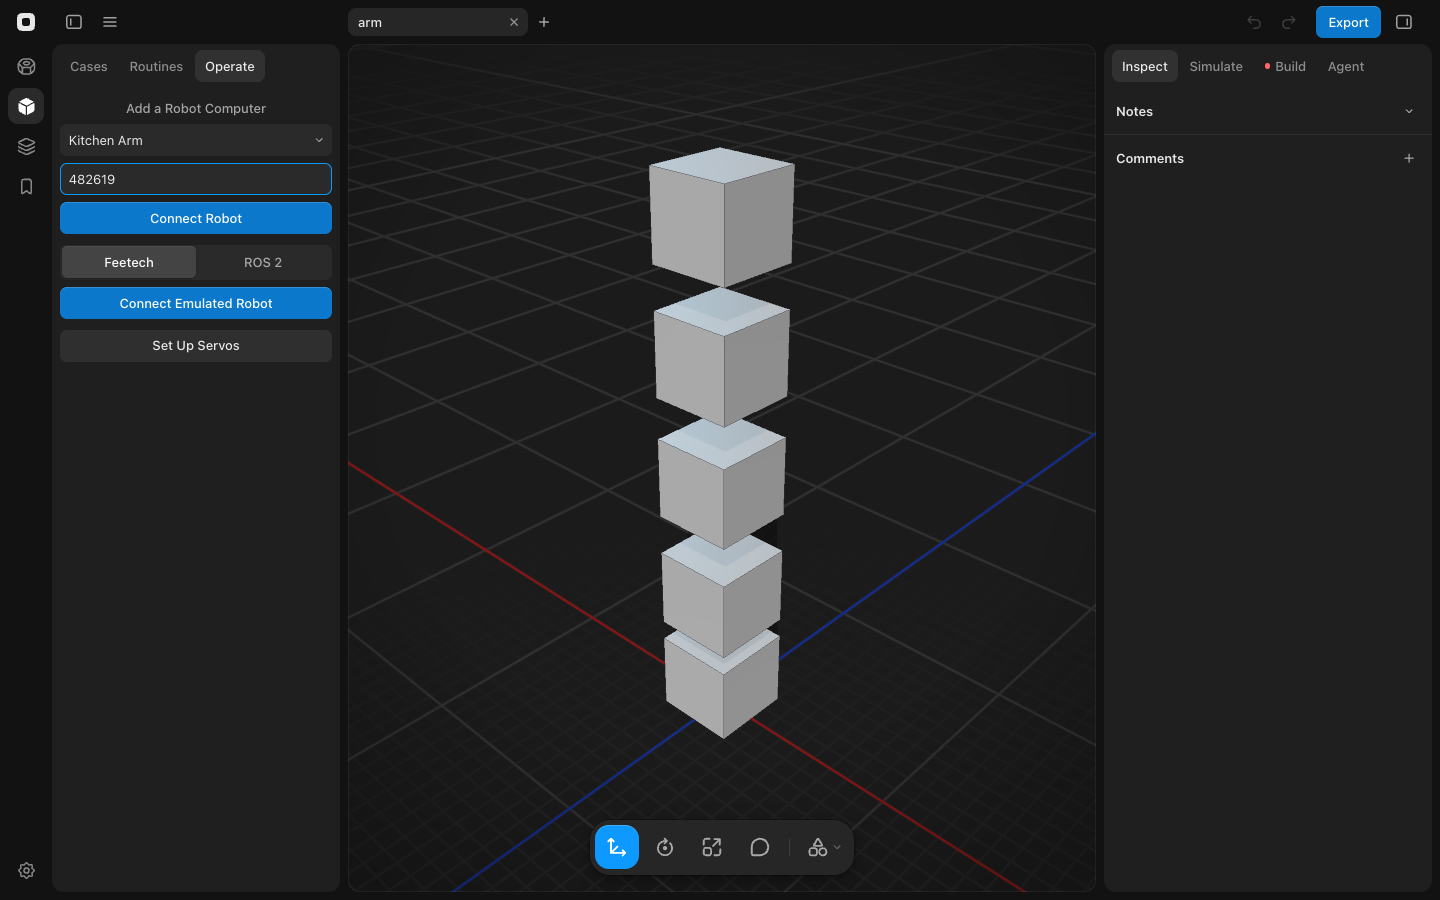 arm
Export
Cases Routines Operate
Add a Robot Computer
Kitchen Arm
482619
Connect Robot
Feetech ROS 2
Connect Emulated Robot
Set Up Servos
Inspect Simulate Build Agent
Notes
Comments